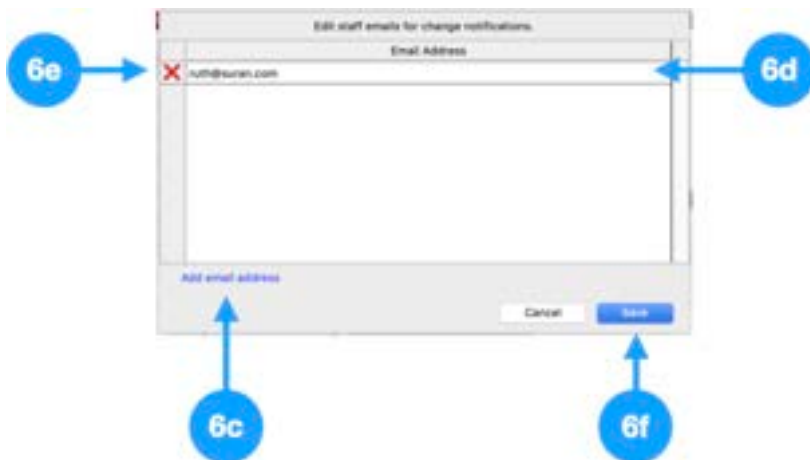 Edit staff emails for change notifications.
Email Address
6e
6d
ruth@suran.com
Add email address
Cancel
Save
6c
6f